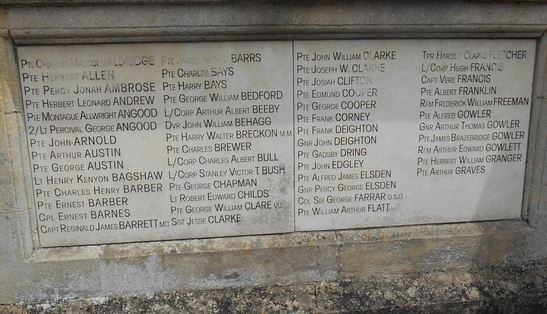 Pte Charles Malcolm Aldridge
Pte Herbert Allen
Pte Percy Jonah Ambrose
Pte Herbert Leonard Andrew
Pte Montague Allwright Angood
2/Lt Percival George Angood
Pte John Arnold
Pte Arthur Austin
Pte George Austin
Lt Henry Kenyon Bagshaw
Pte Charles Henry Barber
Pte Ernest Barber
Cpl Ernest Barnes
Capt Reginald James Barrett MC
Pte James Barrs
Pte Charles Bays
Pte Harry Bays
Pte George William Bedford
L/Corp Arthur Albert Beeby
Dvr John William Behagg
Pte Harry Walter Breckon M M
Pte Charles Brewer
L/Corp Charles Albert Bull
L/Corp Stanley Victor T. Bush
Pte George Chapman
Lt Robert Edward Childs
Pte George William Clare
Sgt Jesse Clarke
Pte John William Clarke
Pte Joseph W. Clarke
Pte Josiah Clifton
Pte Edmund Cooper
Pte George Cooper
Pte Frank Corney
Pte Frank Deighton
Gnr John Deighton
Pte Gadsby Dring
Pte John Edgley
Pte Alfred James Elsden
Gnr Percy George Elsden
Col Sir George Farrar D.S.O
Pte William Arthur Flatt
Tpr Harold Clarke Fletcher
L/Corp Hugh Francis
Capt Vere Francis
Pte Albert Franklin
Rfm Frederick William Freeman
Pte Alfred Gowler
Gnr Arthur Thomas Gowler
Pte James Brazebridge Gowler
Rfm Arthur Edward Gowlett
Pte Herbert William Granger
Pte Arthur Graves